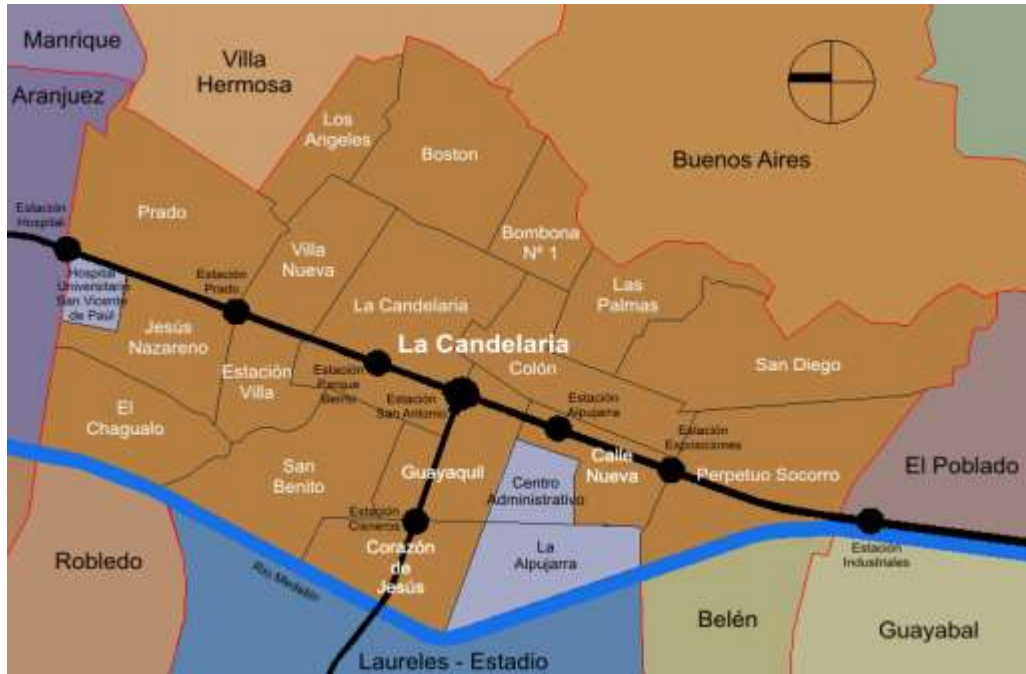 Manrique
Villa
Hermosa
Aranjuez
Los
Angeles
Boston
Buenos Aires
Prado
Estación
Hospital
Bombona
Nº 1
Villa
Nueva
Hospital
Universitario
San Vicente
de Paúl
Estación
Prado
Las
Palmas
La Candelaria
Jesús
Nazareno
La Candelaria
Colón
San Diego
Estación
Villa
Estación
Parque
Berrío
Estación
San Antonio
Estación
Alpujarra
El
Chagualo
Estación
Exposiciones
Calle
Nueva
San
Benito
Guayaquil
Centro
Administrativo
Perpetuo Socorro
El Poblado
Estación
Cisneros
Corazón
de
Jesús
La
Alpujarra
Estación
Industriales
Robledo
Río Medellín
Belén
Guayabal
Laureles - Estadio